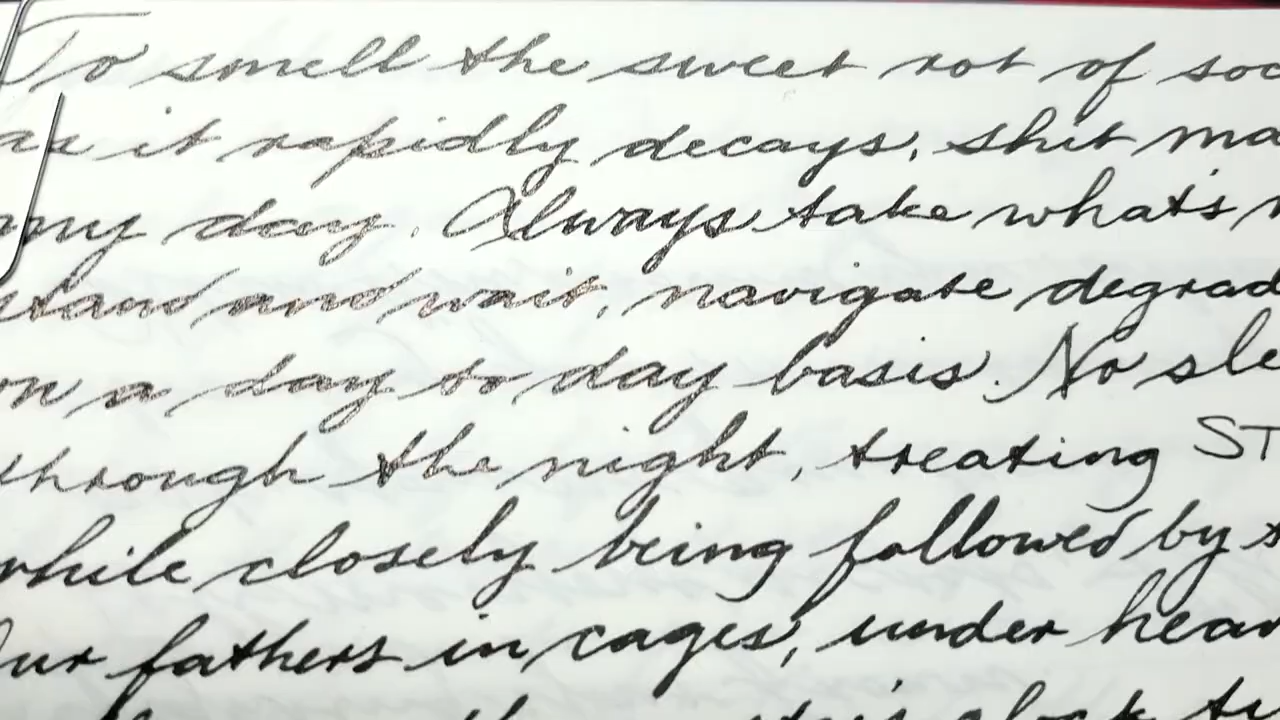 To smell the sweet rot of soc
as it rapidly decays, shit ma
my day. Always take whats
stand and wait, navigate degrad
on a day to day basis. No sle
through the night, treating ST
while closely being followed by
Our fathers in cages, under hear